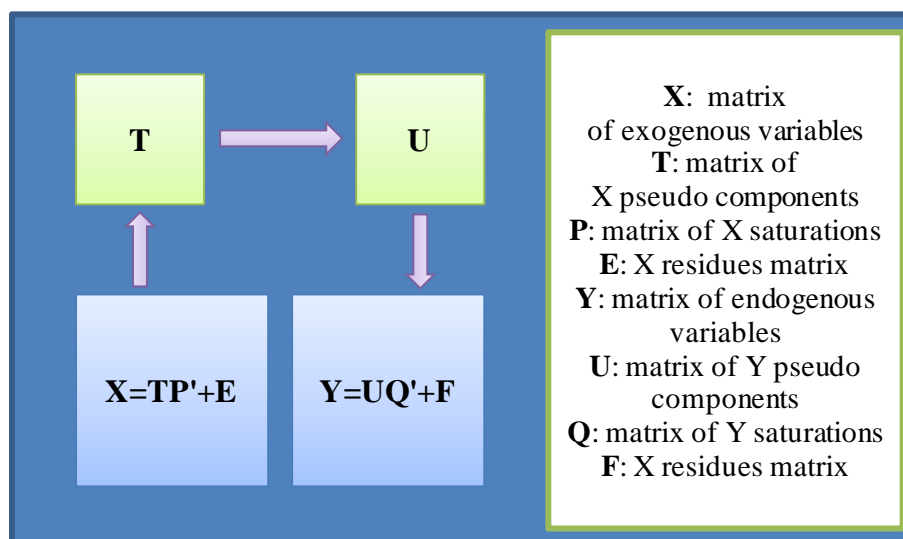 T
U
X=TP'+E
Y=UQ'+F
X: matrix
of exogenous variables
T: matrix of
X pseudo components
P: matrix of X saturations
E: X residues matrix
Y: matrix of endogenous
variables
U: matrix of Y pseudo
components
Q: matrix of Y saturations
F: X residues matrix